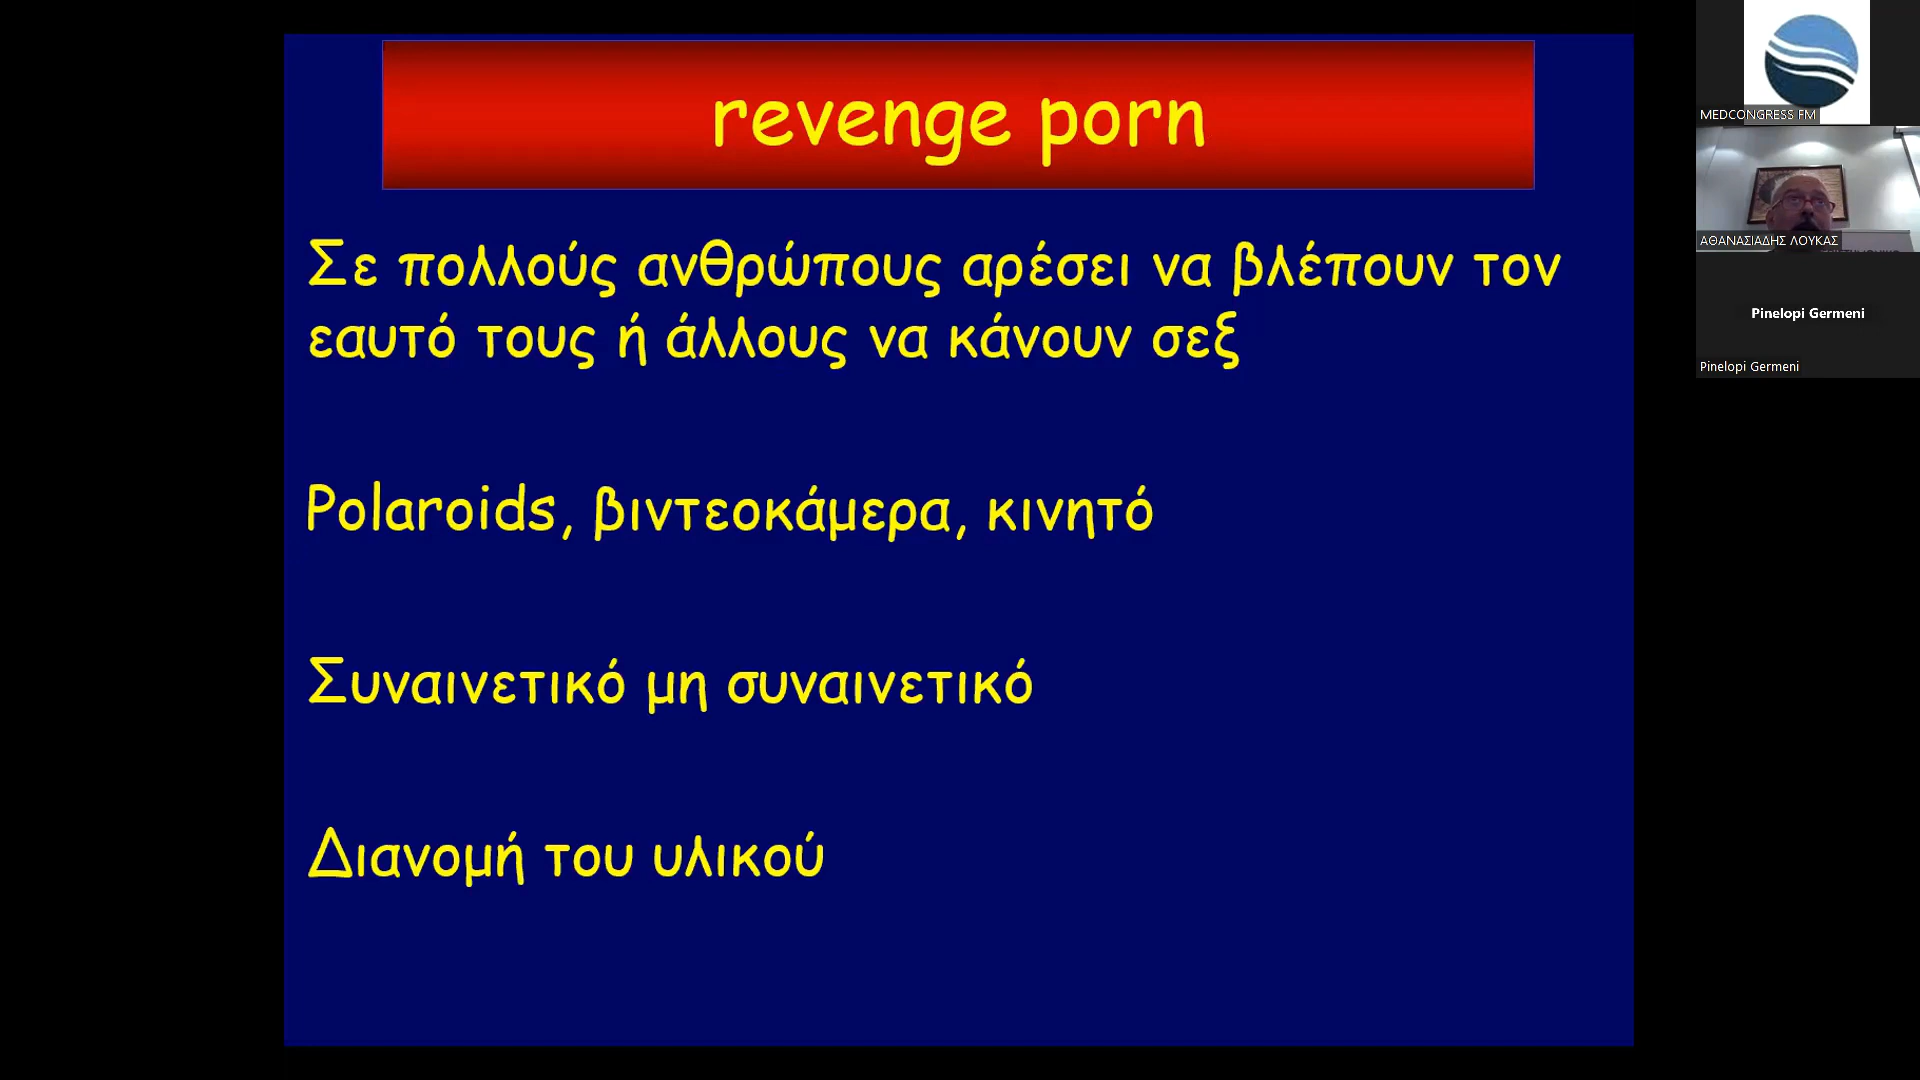 revenge porn
Σε πολλούς ανθρώπους αρέσει να βλέπουν τον
εαυτό τους ή άλλους να κάνουν σεξ
Polaroids, βιντεοκάμερα, κινητό
Συναινετικό μη συναινετικό
Διανομή του υλικού
MEDCONGRESS FM
ΑΘΑΝΑΣΙΑΔΗΣ ΛΟΥΚΑΣ
Pinelopi Germeni
Pinelopi Germeni